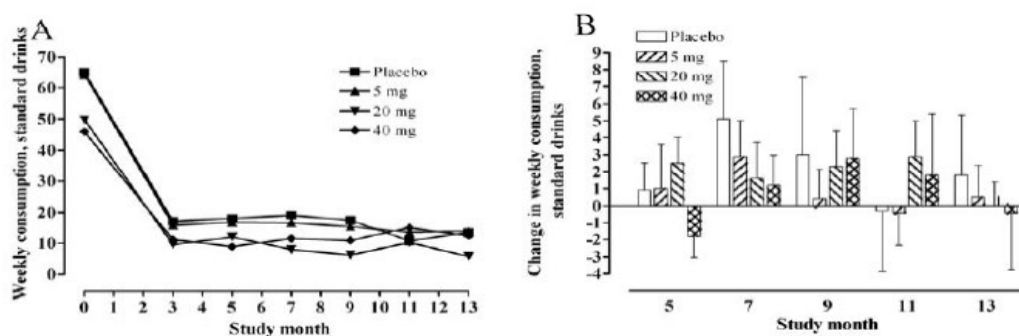 A
Weekly consumption, standard drinks
70
60
50
40
30
20
10
0
Placebo
5 mg
20 mg
40 mg
0 1 2 3 4 5 6 7 8 9 10 11 12 13
Study month
B
Change in weekly consumption,
standard drinks
9
8
7
6
5
4
3
2
1
0
-1
-2
-3
-4
Placebo
5 mg
20 mg
40 mg
5 7 9 11 13
Study month